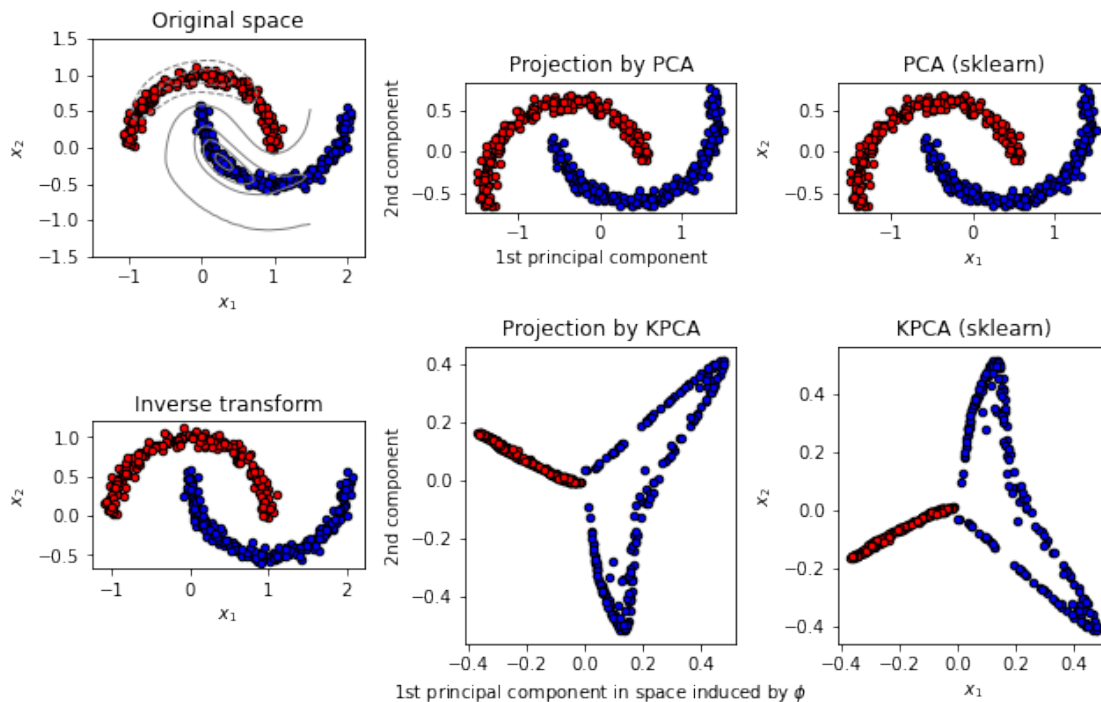 Original space
1.5
1.0
0.5
0.0
−0.5
−1.0
−1.5
x₂
−1 0 1 2
x₁
Projection by PCA
0.5
0.0
−0.5
2nd component
−1 0 1
1st principal component
PCA (sklearn)
0.5
0.0
−0.5
x₂
−1 0 1
x₁
Inverse transform
1.0
0.5
0.0
−0.5
x₂
−1 0 1 2
x₁
Projection by KPCA
0.4
0.2
0.0
−0.2
−0.4
2nd component
−0.4 −0.2 0.0 0.2 0.4
1st principal component in space induced by ϕ
KPCA (sklearn)
0.4
0.2
0.0
−0.2
−0.4
x₂
−0.4 −0.2 0.0 0.2 0.4
x₁